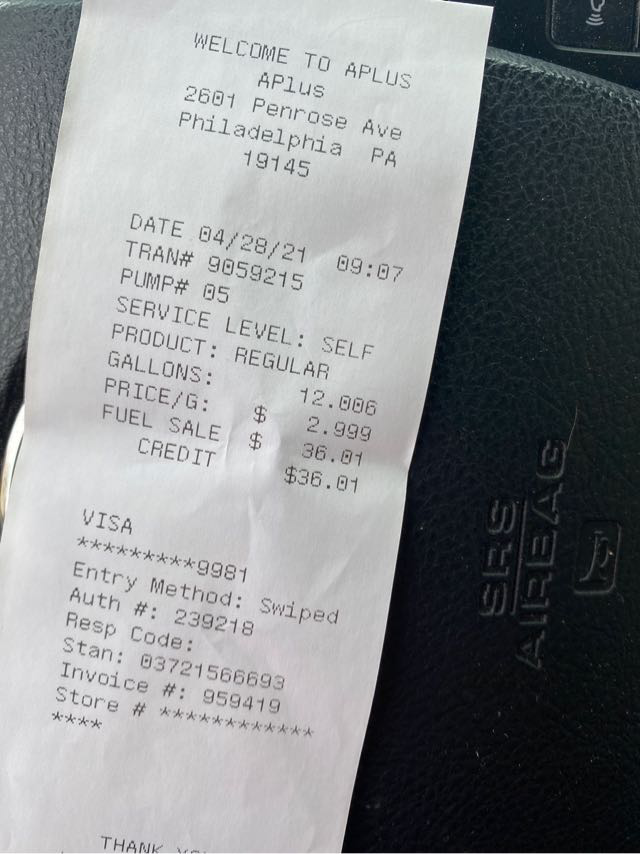 WELCOME TO APLUS
APlus
2601 Penrose Ave
Philadelphia PA
19145
DATE 04/28/21 09:07
TRAN# 9059215
PUMP# 05
SERVICE LEVEL: SELF
PRODUCT: REGULAR
GALLONS: 12.006
PRICE/G: $ 2.999
FUEL SALE $ 36.01
CREDIT $36.01
VISA
*********9981
Entry Method: Swiped
Auth #: 239218
Resp Code:
Stan: 03721566693
Invoice #: 959419
Store # ************
****
THANK
SRS
AIRBAG